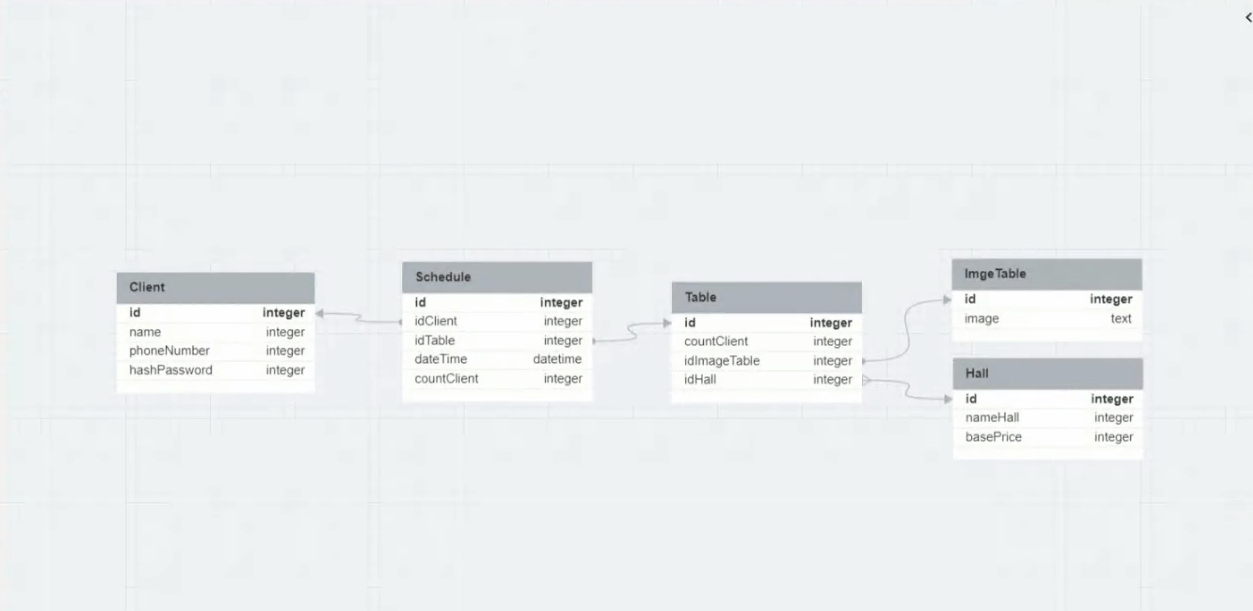 Client
id integer
name integer
phoneNumber integer
hashPassword integer
Schedule
id integer
idClient integer
idTable integer
dateTime datetime
countClient integer
Table
id integer
countClient integer
idImageTable integer
idHall integer
ImgeTable
id integer
image text
Hall
id integer
nameHall integer
basePrice integer